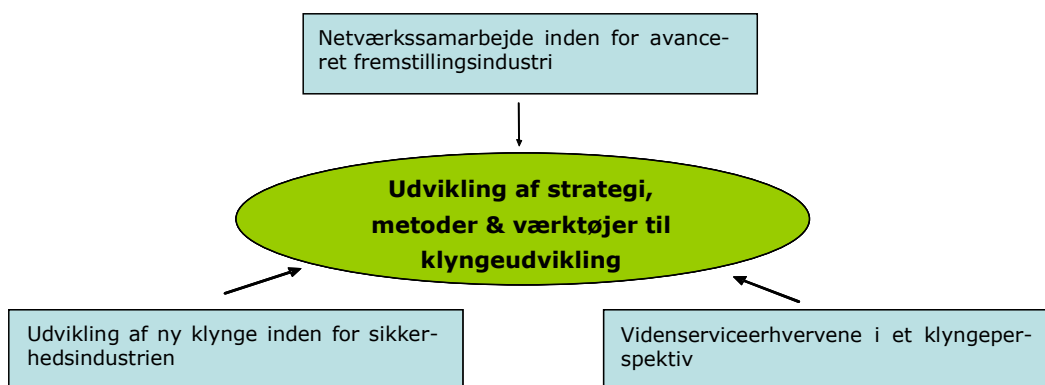 Netværkssamarbejde inden for avance-
ret fremstillingsindustri
Udvikling af strategi,
metoder & værktøjer til
klyngeudvikling
Udvikling af ny klynge inden for sikker-
hedsindustrien
Videnserviceerhvervene i et klyngeper-
spektiv